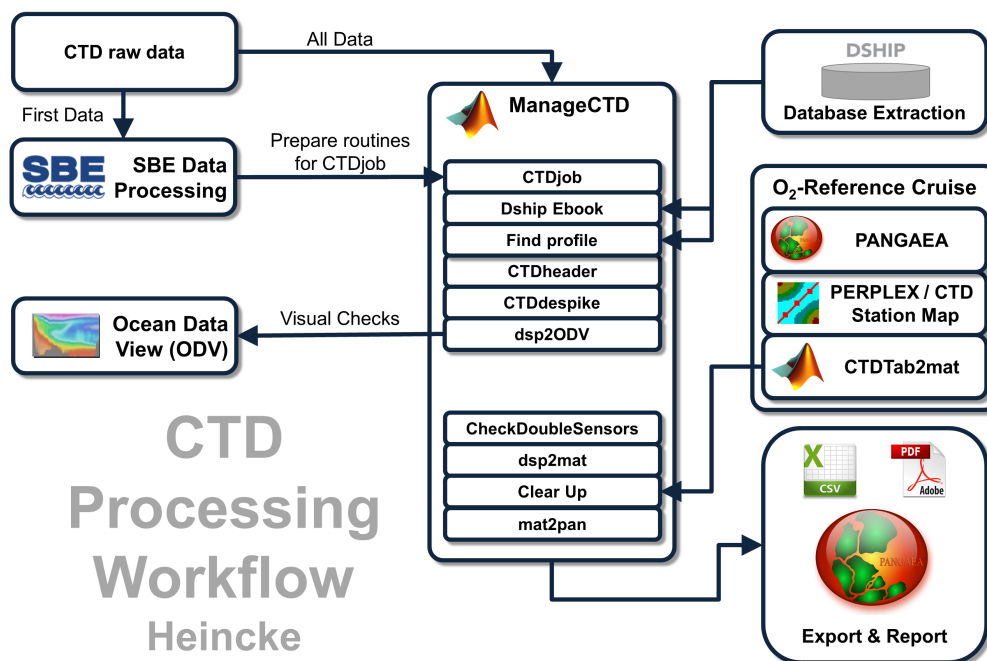 CTD raw data
All Data
First Data
SBE
SBE Data
Processing
Prepare routines
for CTDjob
Ocean Data
View (ODV)
Visual Checks
ManageCTD
CTDjob
Dship Ebook
Find profile
CTDheader
CTDdespike
dsp2ODV
CheckDoubleSensors
dsp2mat
Clear Up
mat2pan
DSHIP
Database Extraction
O₂-Reference Cruise
PANGAEA
PERPLEX / CTD
Station Map
CTDTab2mat
X
CSV
PDF
Adobe
PANGAEA
Export & Report
CTD
Processing
Workflow
Heincke